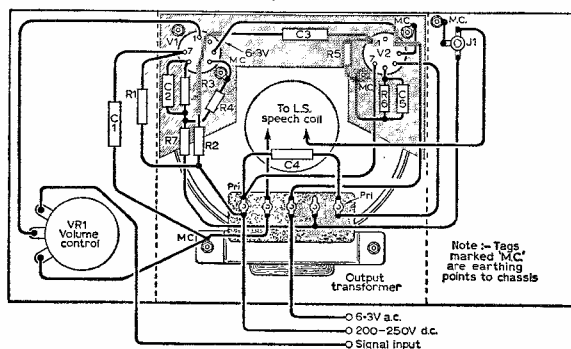 V1
7
C2
R3
6·3V
M.C.
R4
R1
C1
R7
R2
C3
R5
7
V2
M.C.
M.C.
R6
C5
M.C.
J1
To L.S.
speech coil
C4
Pri
Pri
VR1
Volume
control
M.C.
Output
transformer
Note :– Tags
marked 'M.C.'
are earthing
points to chassis
6·3V a.c.
200–250V d.c.
Signal input